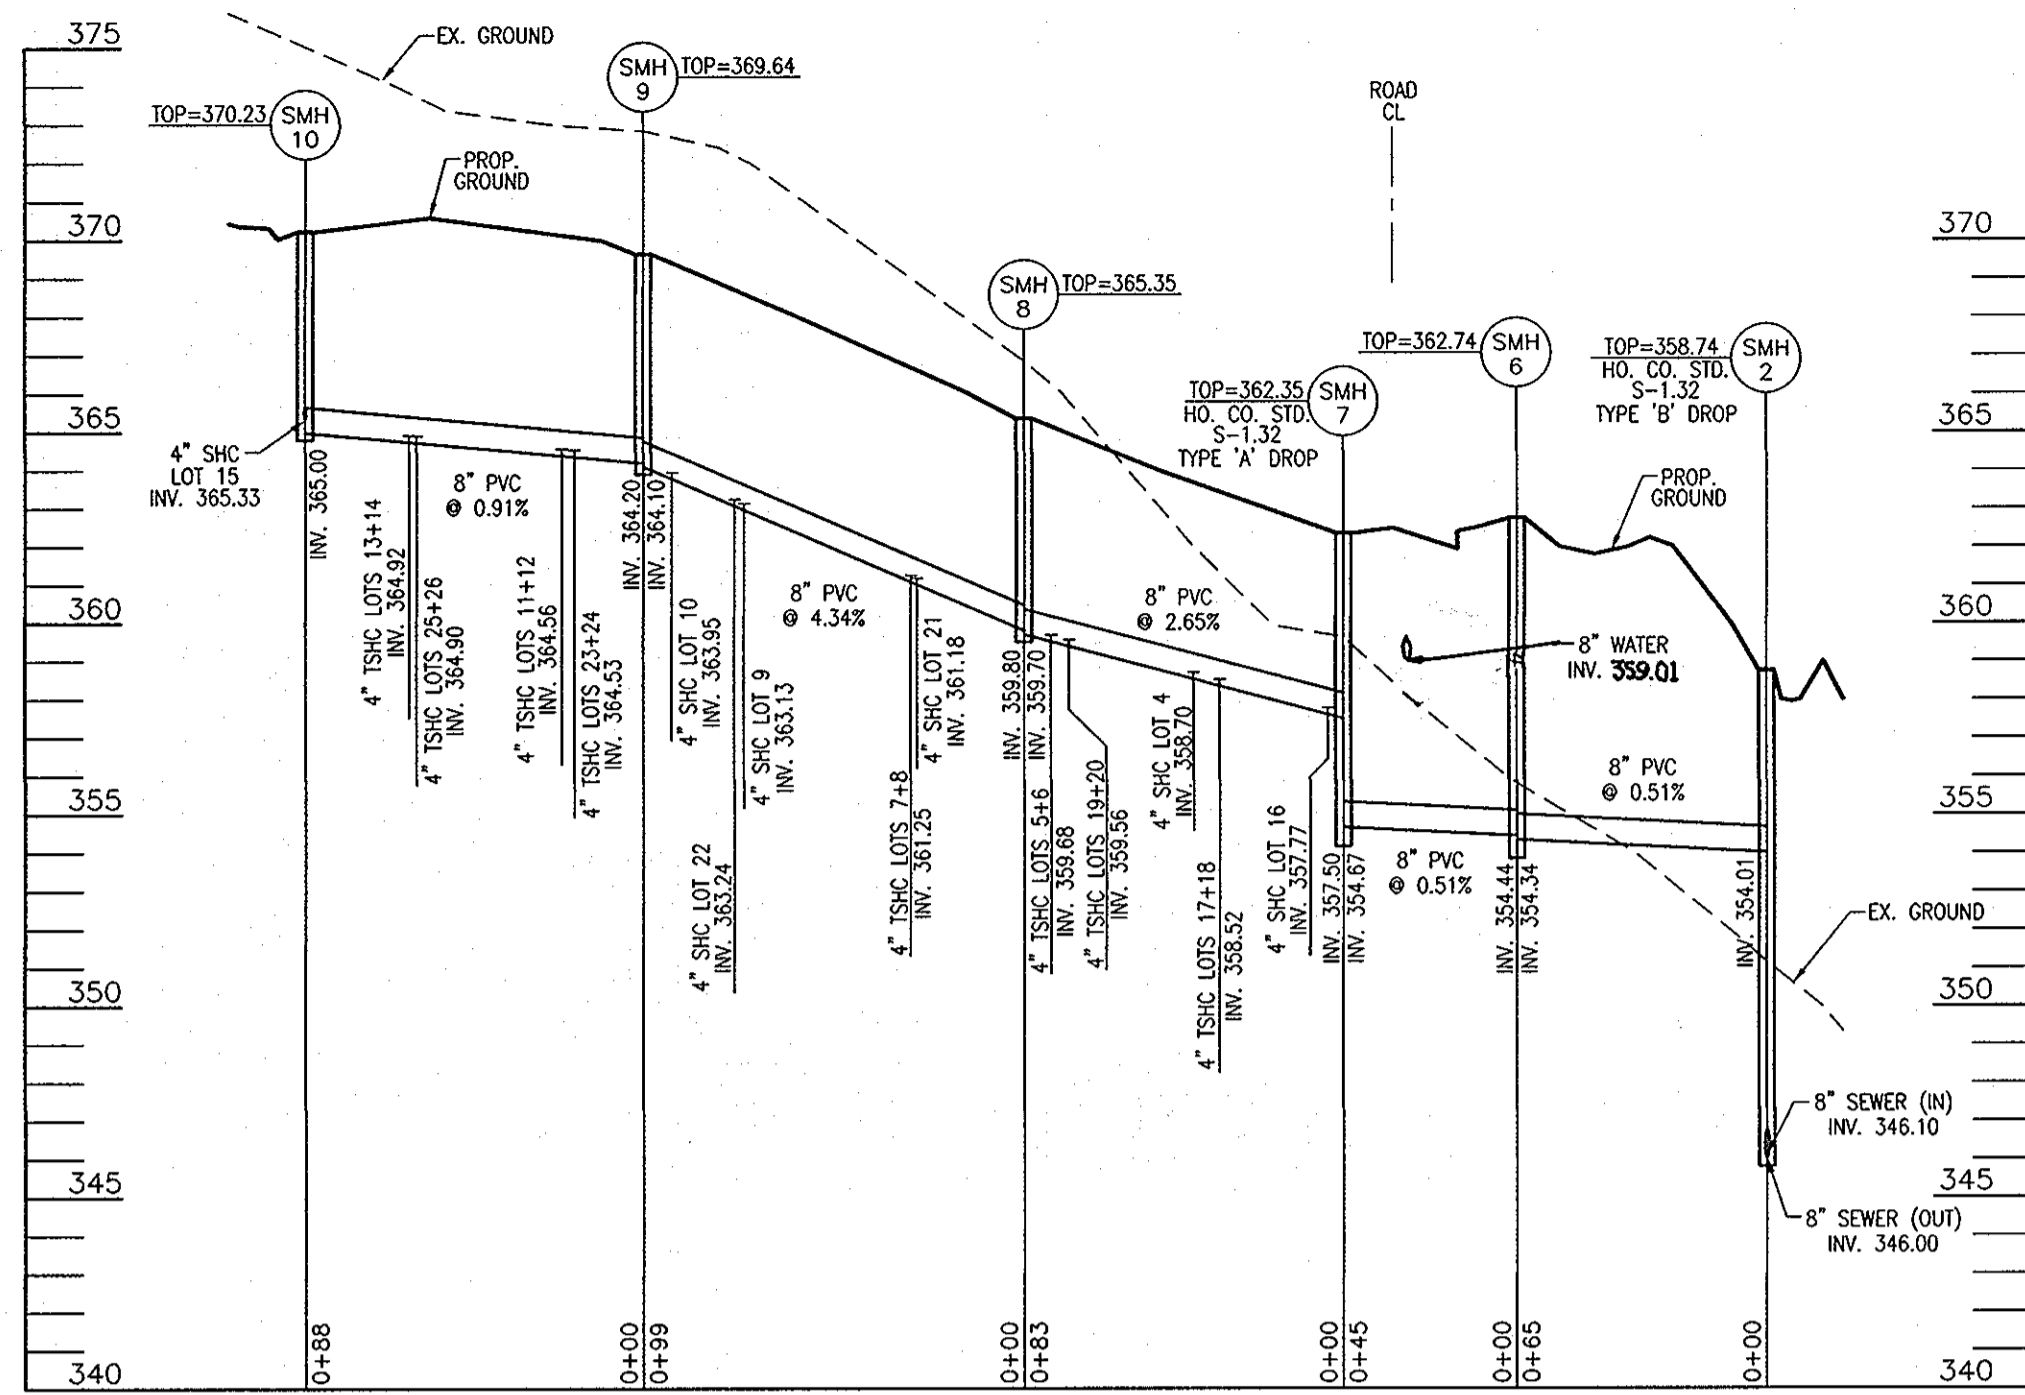 375
370
365
360
355
350
345
340
EX. GROUND
TOP=370.23
SMH
10
PROP.
GROUND
SMH
9
TOP=369.64
SMH
8
TOP=365.35
ROAD
CL
TOP=362.35
HO. CO. STD.
S-1.32
TYPE 'A' DROP
SMH
7
TOP=362.74
SMH
6
TOP=358.74
HO. CO. STD.
S-1.32
TYPE 'B' DROP
SMH
2
PROP.
GROUND
4" SHC
LOT 15
INV. 365.33
INV. 365.00
4" TSHC LOTS 13+14
INV. 364.92
4" TSHC LOTS 25+26
INV. 364.90
8" PVC
@ 0.91%
4" TSHC LOTS 11+12
INV. 364.56
4" TSHC LOTS 23+24
INV. 364.53
INV. 364.20
INV. 364.10
4" SHC LOT 10
INV. 363.95
4" SHC LOT 22
INV. 363.24
4" SHC LOT 9
INV. 363.13
8" PVC
@ 4.34%
4" TSHC LOTS 7+8
INV. 361.25
4" SHC LOT 21
INV. 361.18
INV. 359.80
INV. 359.70
4" TSHC LOTS 5+6
INV. 359.68
4" TSHC LOTS 19+20
INV. 359.56
8" PVC
@ 2.65%
4" SHC LOT 4
INV. 358.70
4" TSHC LOTS 17+18
INV. 358.52
4" SHC LOT 16
INV. 357.77
INV. 357.50
INV. 354.67
8" PVC
@ 0.51%
8" WATER
INV. 359.01
INV. 354.44
INV. 354.34
8" PVC
@ 0.51%
INV. 354.01
EX. GROUND
8" SEWER (IN)
INV. 346.10
8" SEWER (OUT)
INV. 346.00
0+88
0+00
0+99
0+00
0+83
0+00
0+45
0+00
0+65
0+00
370
365
360
355
350
345
340